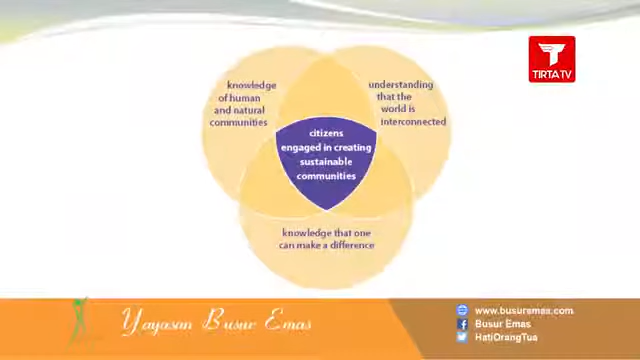 TIRTA TV
knowledge
of human
and natural
communities
understanding
that the
world is
interconnected
citizens
engaged in creating
sustainable
communities
knowledge that one
can make a difference
Yayasan Busur Emas
www.busuremas.com
Busur Emas
HatiOrangTua